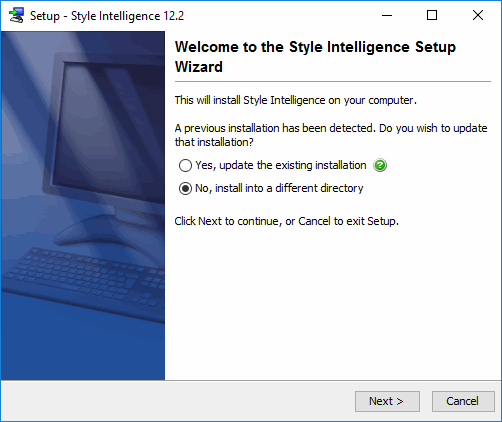 Setup - Style Intelligence 12.2
Welcome to the Style Intelligence Setup
Wizard
This will install Style Intelligence on your computer.
A previous installation has been detected. Do you wish to update
that installation?
Yes, update the existing installation ?
No, install into a different directory
Click Next to continue, or Cancel to exit Setup.
Next >
Cancel